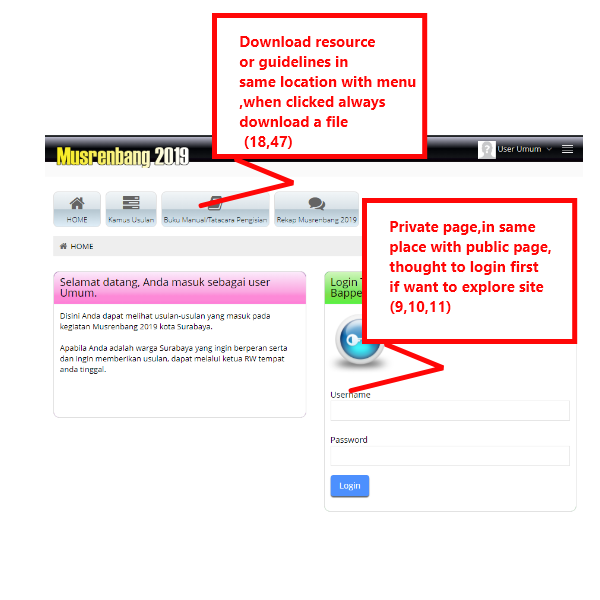 Download resource
or guidelines in
same location with menu
,when clicked always
download a file
(18,47)
Musrenbang 2019
User Umum
HOME
Kamus Usulan
Buku Manual/Tatacara Pengisian
Rekap Musrenbang 2019
Private page,in same
place with public page,
thought to login first
if want to explore site
(9,10,11)
HOME
Selamat datang, Anda masuk sebagai user
Umum.
Disini Anda dapat melihat usulan-usulan yang masuk pada
kegiatan Musrenbang 2019 kota Surabaya.
Apabila Anda adalah warga Surabaya yang ingin berperan serta
dan ingin memberikan usulan, dapat melalui ketua RW tempat
anda tinggal.
Login
Bappe
Username
Password
Login